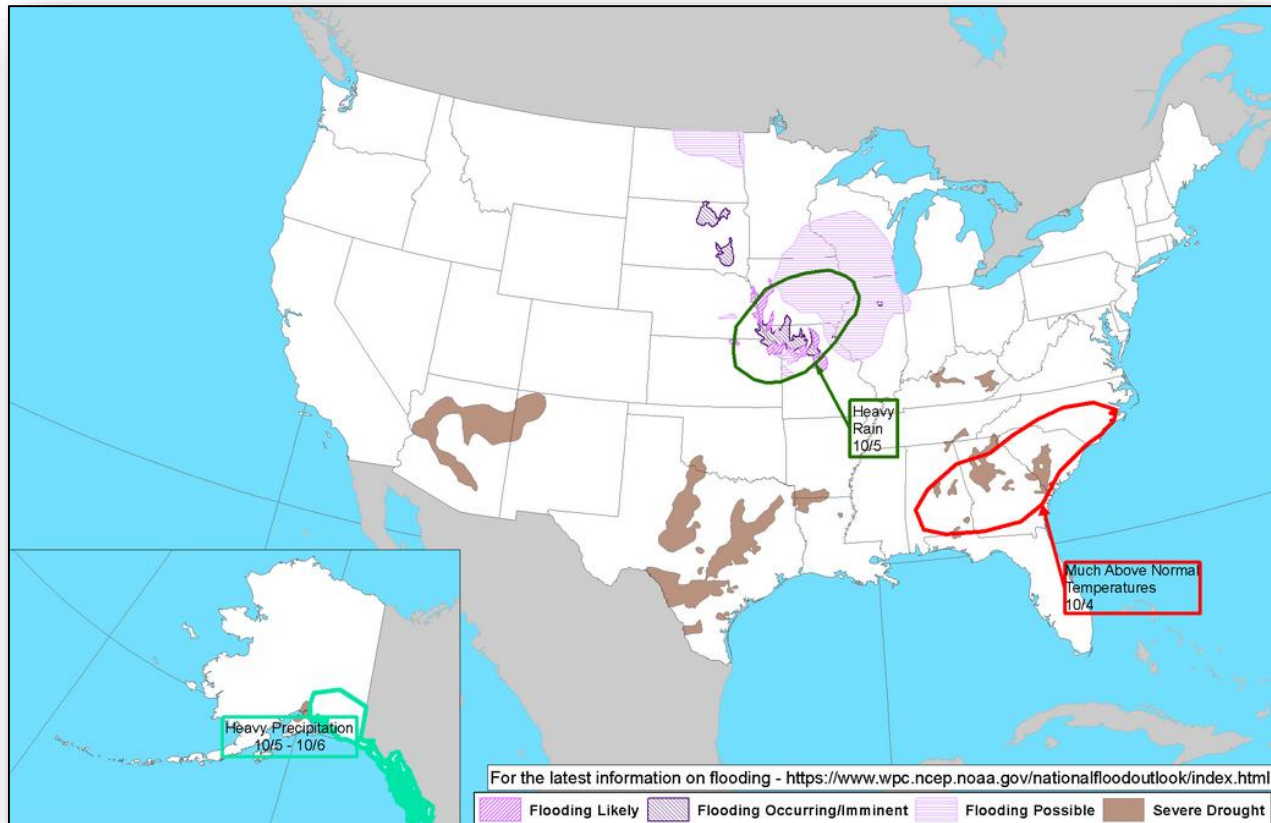 Heavy
Rain
10/5
Much Above Normal
Temperatures
10/4
Heavy Precipitation
10/5 - 10/6
For the latest information on flooding - https://www.wpc.ncep.noaa.gov/nationalfloodoutlook/index.html
Flooding Likely
Flooding Occurring/Imminent
Flooding Possible
Severe Drought